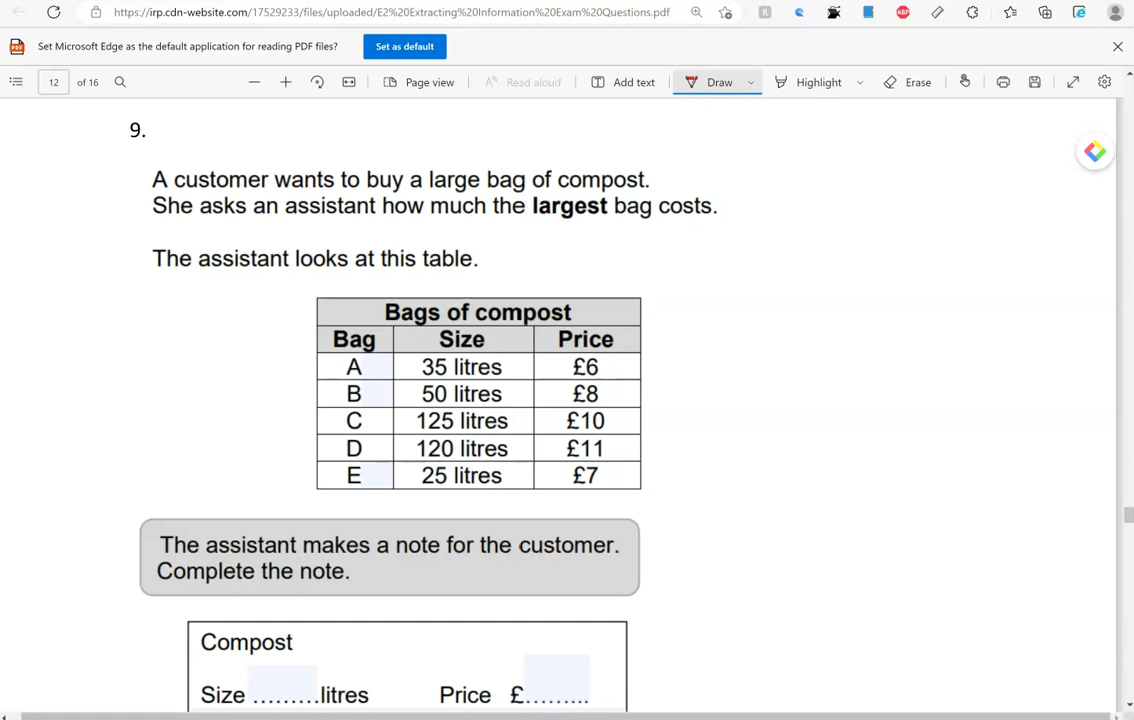 https://irp.cdn-website.com/17529233/files/uploaded/E2%20Extracting%20Information%20Exam%20Questions.pdf
Set Microsoft Edge as the default application for reading PDF files?
Set as default
12 of 16
Page view
Read aloud
Add text
Draw
Highlight
Erase
9.
A customer wants to buy a large bag of compost.
She asks an assistant how much the largest bag costs.
The assistant looks at this table.
Bags of compost
Bag Size Price
A 35 litres £6
B 50 litres £8
C 125 litres £10
D 120 litres £11
E 25 litres £7
The assistant makes a note for the customer.
Complete the note.
Compost
Size ......... litres Price £.........